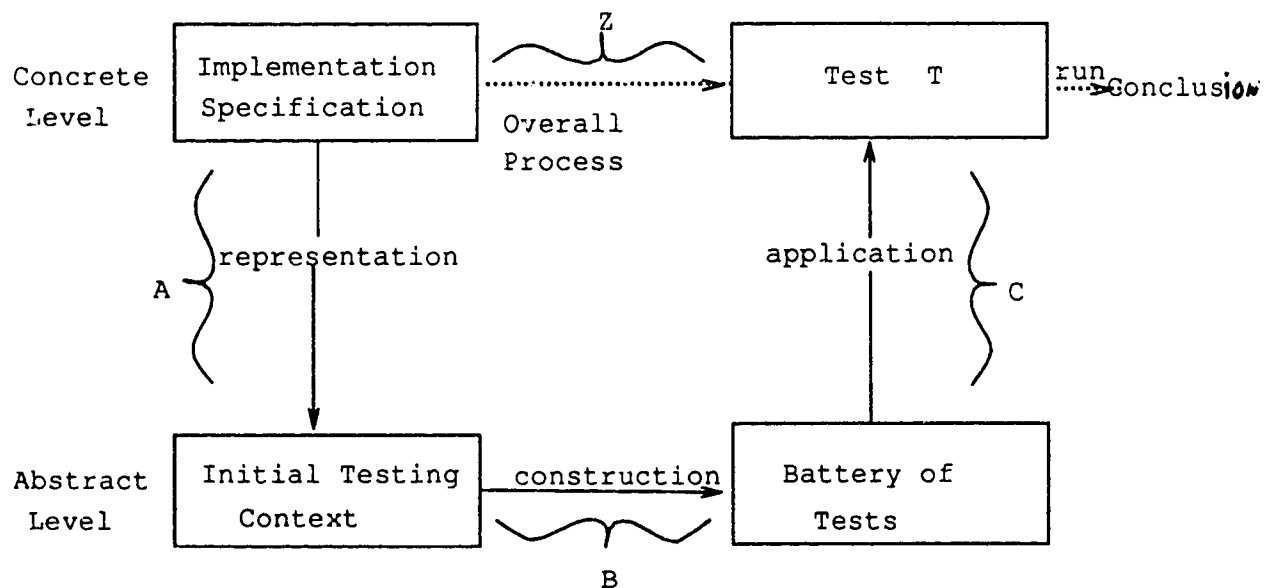 Z
Concrete
Level
Implementation
Specification
Overall
Process
Test T
run
Conclusion
A
representation
application
C
Abstract
Level
Initial Testing
Context
construction
Battery of
Tests
B